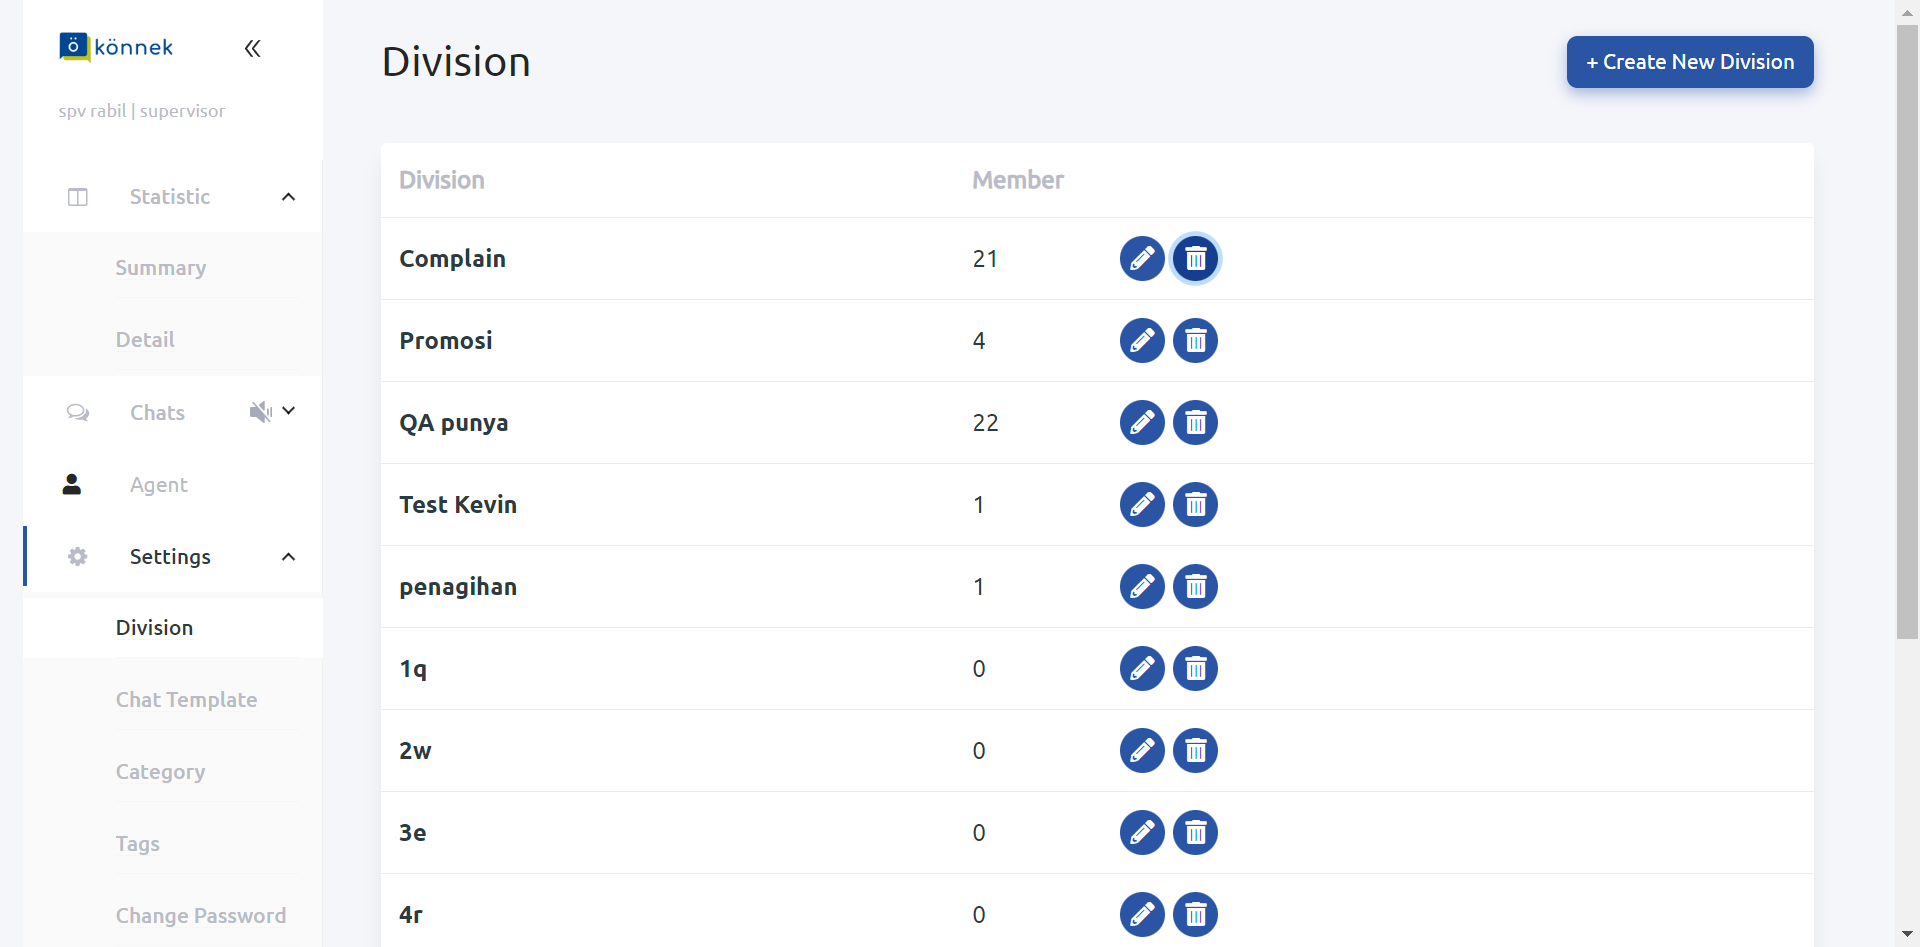 ö könnek
spv rabil | supervisor
Statistic
Summary
Detail
Chats
Agent
Settings
Division
Chat Template
Category
Tags
Change Password
Division
+ Create New Division
Division Member
Complain 21
Promosi 4
QA punya 22
Test Kevin 1
penagihan 1
1q 0
2w 0
3e 0
4r 0